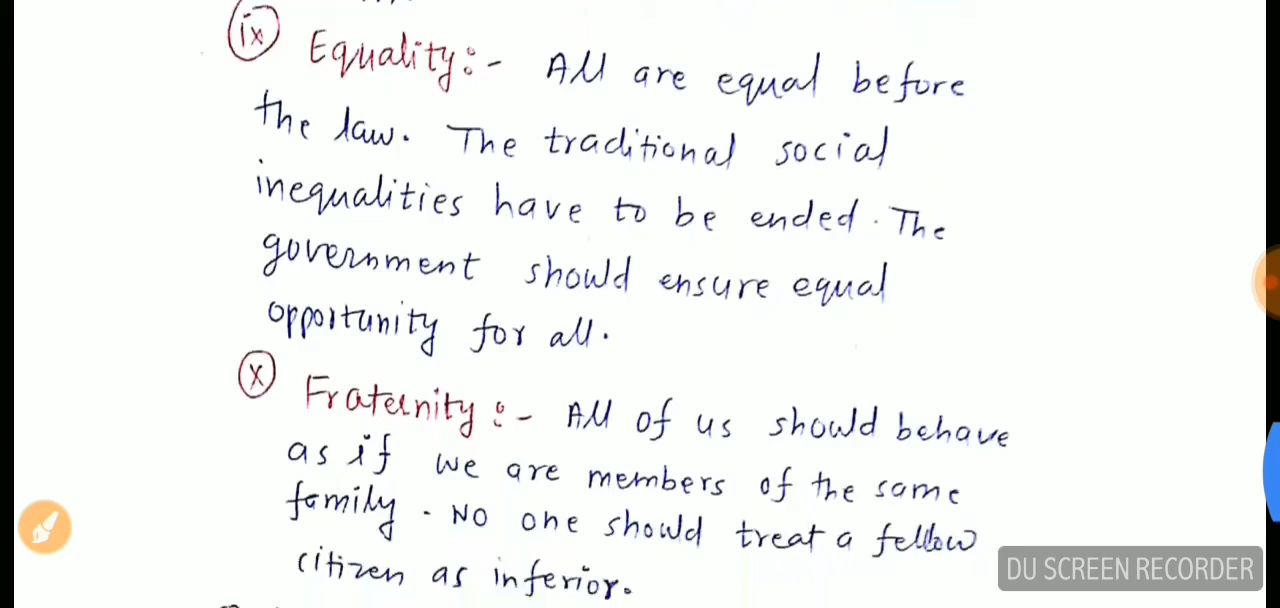 ix Equality:- All are equal before
the law. The traditional social
inequalities have to be ended. The
government should ensure equal
opportunity for all.
x Fraternity:- All of us should behave
as if we are members of the same
family. No one should treat a fellow
citizen as inferior.
DU SCREEN RECORDER